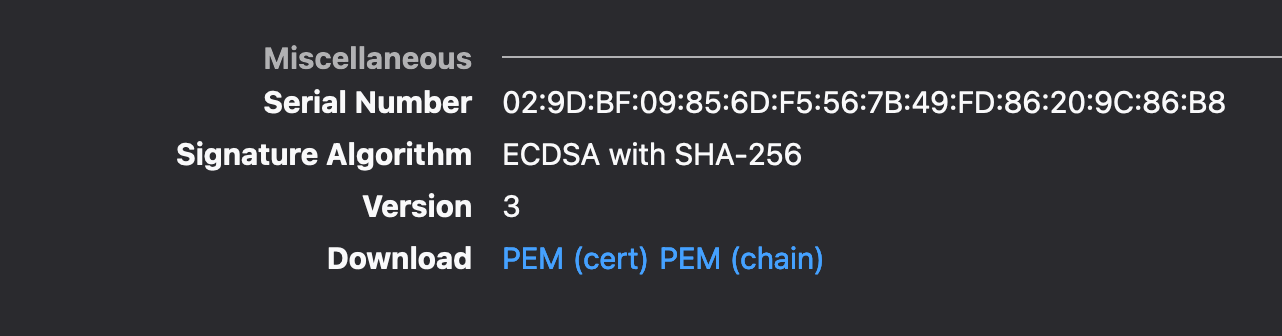 Miscellaneous
Serial Number 02:9D:BF:09:85:6D:F5:56:7B:49:FD:86:20:9C:86:B8
Signature Algorithm ECDSA with SHA-256
Version 3
Download PEM (cert) PEM (chain)